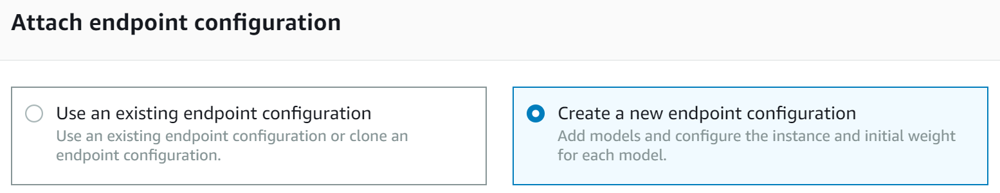 Attach endpoint configuration
Use an existing endpoint configuration
Use an existing endpoint configuration or clone an
endpoint configuration.
Create a new endpoint configuration
Add models and configure the instance and initial weight
for each model.